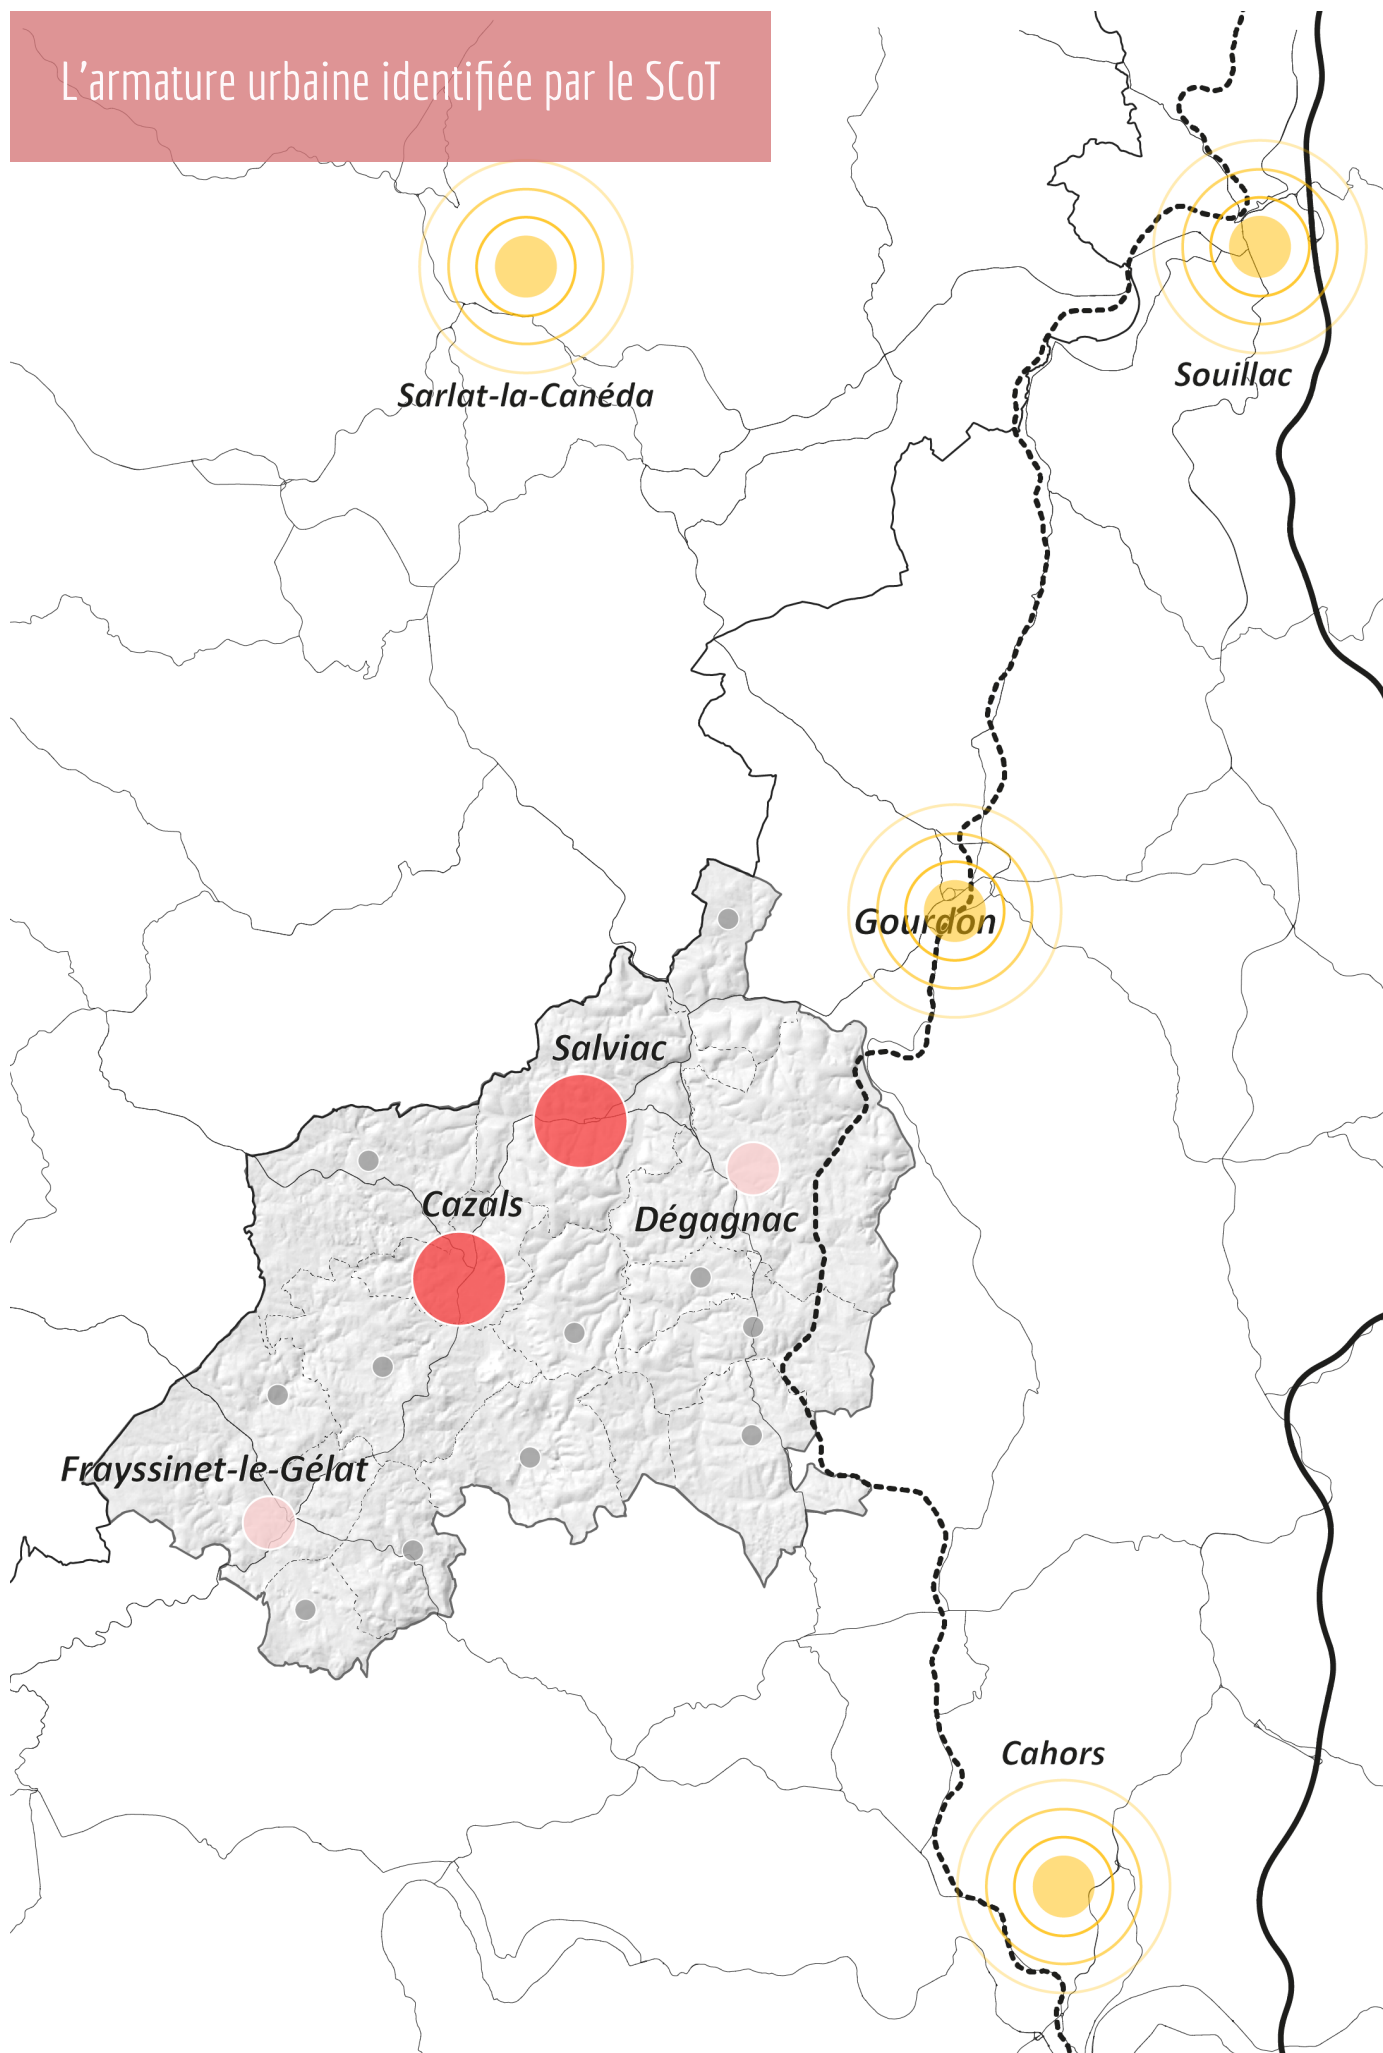 L'armature urbaine identifiée par le SCoT
Souillac
Sarlat-la-Canéda
Gourdon
Salviac
Cazals
Dégagnac
Frayssinet-le-Gélat
Cahors